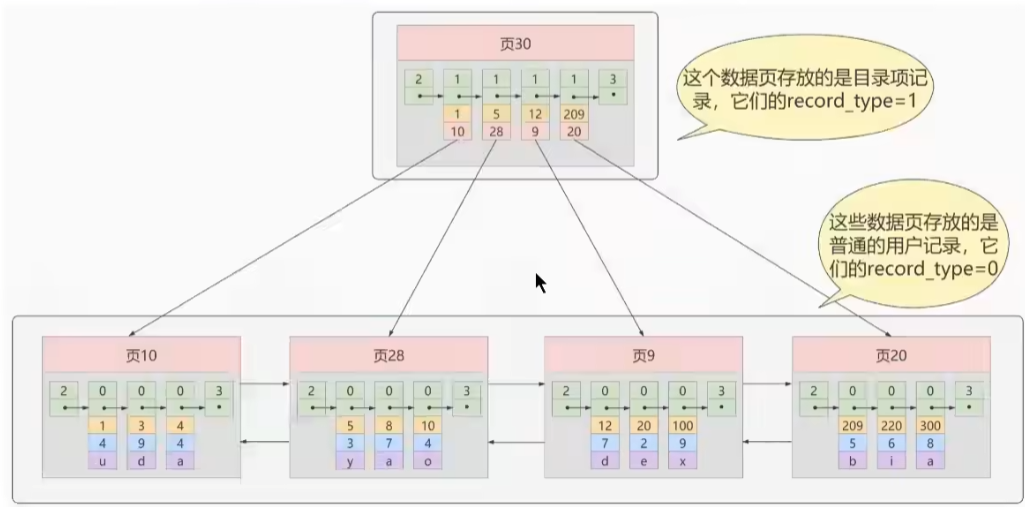 页30
2 1 1 1 1 3
1 5 12 209
10 28 9 20
这个数据页存放的是目录项记
录，它们的record_type=1
这些数据页存放的是
普通的用户记录，它
们的record_type=0
页10
2 0 0 0 3
1 3 4
4 9 4
u d a
页28
2 0 0 0 3
5 8 10
3 7 4
y a o
页9
2 0 0 0 3
12 20 100
7 2 9
d e x
页20
2 0 0 0 3
209 220 300
5 6 8
b i a